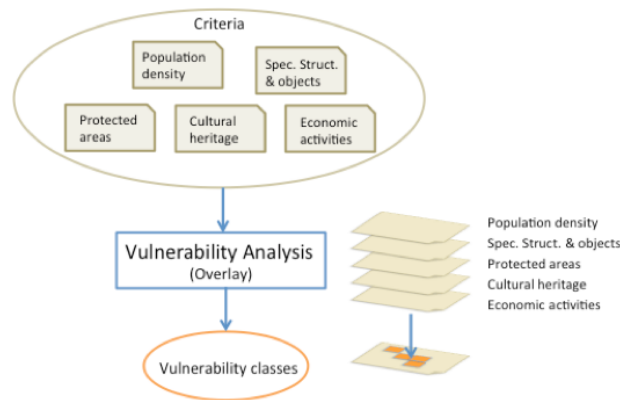 Criteria
Population
density
Spec. Struct.
& objects
Protected
areas
Cultural
heritage
Economic
activities
Vulnerability Analysis
(Overlay)
Vulnerability classes
Population density
Spec. Struct. & objects
Protected areas
Cultural heritage
Economic activities